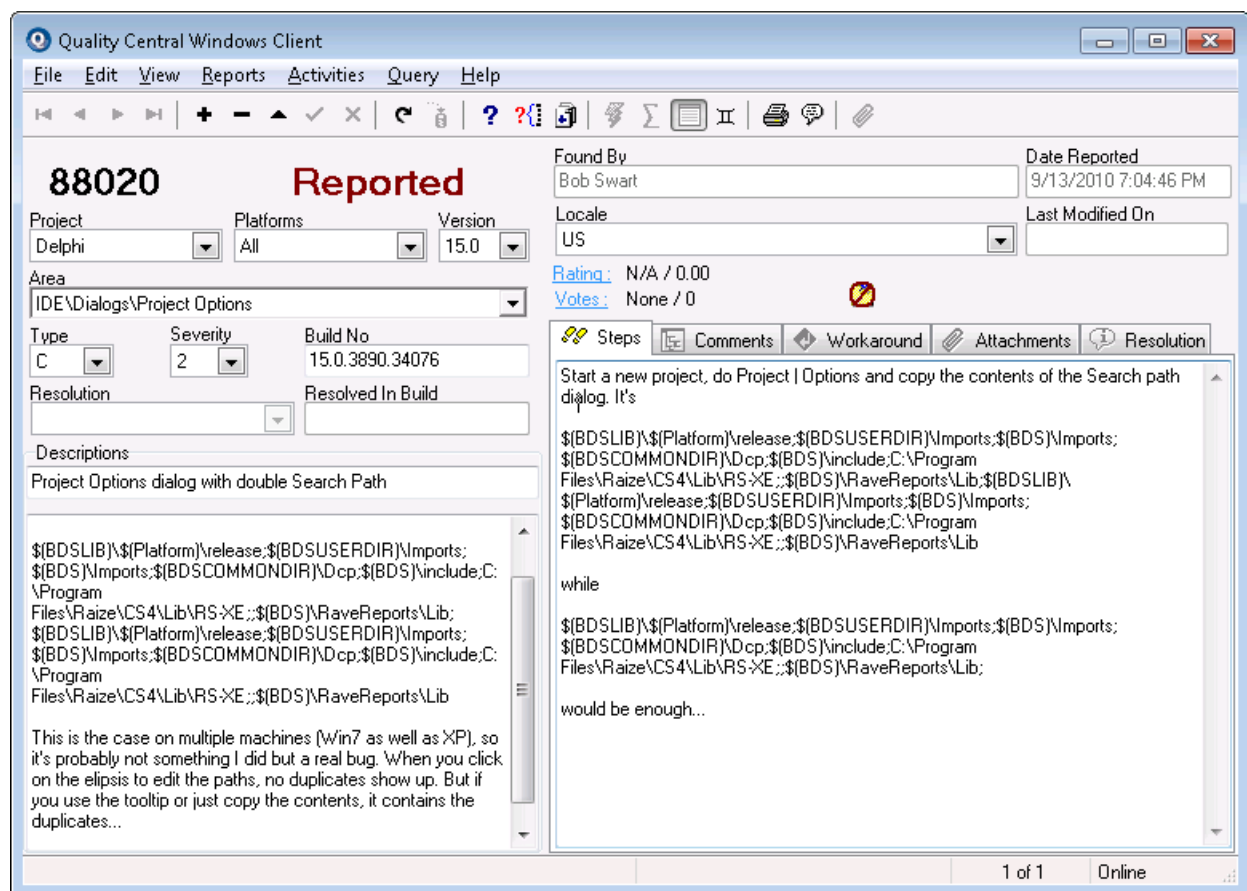 Quality Central Windows Client
File Edit View Reports Activities Query Help
88020 Reported
Project Platforms Version
Delphi All 15.0
Area
IDE\Dialogs\Project Options
Type Severity Build No
C 2 15.0.3890.34076
Resolution Resolved In Build
Descriptions
Project Options dialog with double Search Path
$(BDSLIB)\$(Platform)\release;$(BDSUSERDIR)\Imports;
$(BDS)\Imports;$(BDSCOMMONDIR)\Dcp;$(BDS)\include;C:
\Program
Files\Raize\CS4\Lib\RS-XE;;$(BDS)\RaveReports\Lib;
$(BDSLIB)\$(Platform)\release;$(BDSUSERDIR)\Imports;
$(BDS)\Imports;$(BDSCOMMONDIR)\Dcp;$(BDS)\include;C:
\Program
Files\Raize\CS4\Lib\RS-XE;;$(BDS)\RaveReports\Lib
This is the case on multiple machines (Win7 as well as XP), so
it's probably not something I did but a real bug. When you click
on the elipsis to edit the paths, no duplicates show up. But if
you use the tooltip or just copy the contents, it contains the
duplicates...
Found By Date Reported
Bob Swart 9/13/2010 7:04:46 PM
Locale Last Modified On
US
Rating : N/A / 0.00
Votes : None / 0
Steps Comments Workaround Attachments Resolution
Start a new project, do Project | Options and copy the contents of the Search path
dialog. It's
$(BDSLIB)\$(Platform)\release;$(BDSUSERDIR)\Imports;$(BDS)\Imports;
$(BDSCOMMONDIR)\Dcp;$(BDS)\include;C:\Program
Files\Raize\CS4\Lib\RS-XE;;$(BDS)\RaveReports\Lib;$(BDSLIB)\
$(Platform)\release;$(BDSUSERDIR)\Imports;$(BDS)\Imports;
$(BDSCOMMONDIR)\Dcp;$(BDS)\include;C:\Program
Files\Raize\CS4\Lib\RS-XE;;$(BDS)\RaveReports\Lib
while
$(BDSLIB)\$(Platform)\release;$(BDSUSERDIR)\Imports;$(BDS)\Imports;
$(BDSCOMMONDIR)\Dcp;$(BDS)\include;C:\Program
Files\Raize\CS4\Lib\RS-XE;;$(BDS)\RaveReports\Lib;
would be enough...
1 of 1 Online